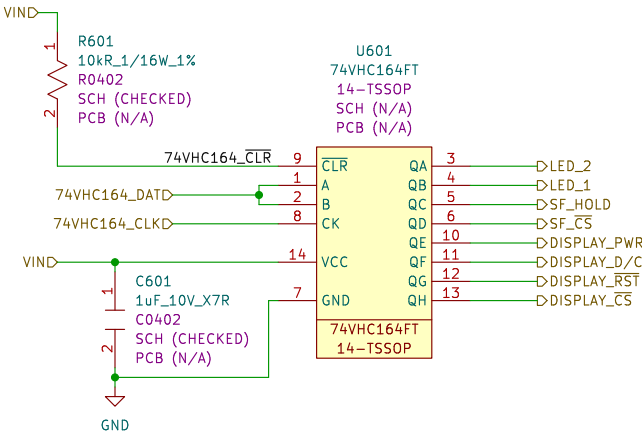 VIN
1
R601
10kR_1/16W_1%
R0402
SCH (CHECKED)
PCB (N/A)
2
U601
74VHC164FT
14-TSSOP
SCH (N/A)
PCB (N/A)
74VHC164_CLR
9
CLR
QA
3
LED_2
1
A
QB
4
LED_1
74VHC164_DAT
2
B
QC
5
SF_HOLD
74VHC164_CLK
8
CK
QD
6
SF_CS
QE
10
DISPLAY_PWR
VIN
14
VCC
QF
11
DISPLAY_D/C
QG
12
DISPLAY_RST
7
GND
QH
13
DISPLAY_CS
1
C601
1uF_10V_X7R
C0402
SCH (CHECKED)
PCB (N/A)
2
74VHC164FT
14-TSSOP
GND